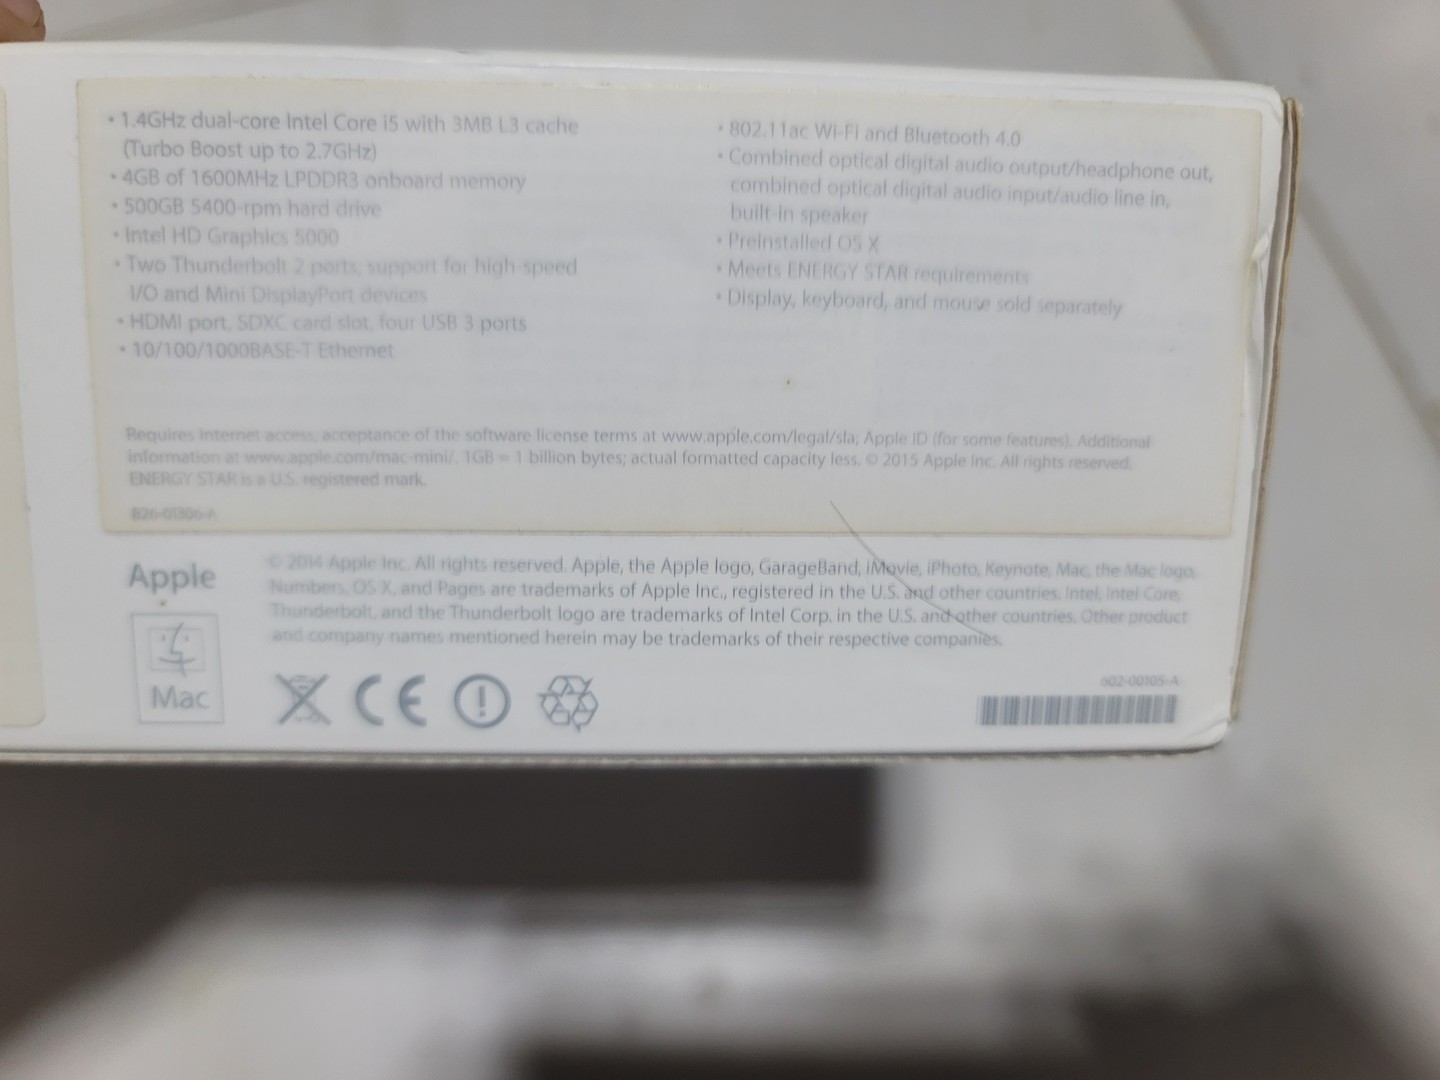 • 1.4GHz dual-core Intel Core i5 with 3MB L3 cache
(Turbo Boost up to 2.7GHz)
• 4GB of 1600MHz LPDDR3 onboard memory
• 500GB 5400-rpm hard drive
• Intel HD Graphics 5000
• Two Thunderbolt 2 ports, support for high-speed
I/O and Mini DisplayPort devices
• HDMI port, SDXC card slot, four USB 3 ports
• 10/100/1000BASE-T Ethernet
• 802.11ac Wi-Fi and Bluetooth 4.0
• Combined optical digital audio output/headphone out,
combined optical digital audio input/audio line in,
built-in speaker
• Preinstalled OS X
• Meets ENERGY STAR requirements
• Display, keyboard, and mouse sold separately
Requires Internet access; acceptance of the software license terms at www.apple.com/legal/sla; Apple ID (for some features). Additional
information at www.apple.com/mac-mini/. 1GB = 1 billion bytes; actual formatted capacity less. © 2015 Apple Inc. All rights reserved.
ENERGY STAR is a U.S. registered mark.
826-01306-A
Apple
Mac
© 2014 Apple Inc. All rights reserved. Apple, the Apple logo, GarageBand, iMovie, iPhoto, Keynote, Mac, the Mac logo,
Numbers, OS X, and Pages are trademarks of Apple Inc., registered in the U.S. and other countries. Intel, Intel Core,
Thunderbolt, and the Thunderbolt logo are trademarks of Intel Corp. in the U.S. and other countries. Other product
and company names mentioned herein may be trademarks of their respective companies.
CE
602-00105-A